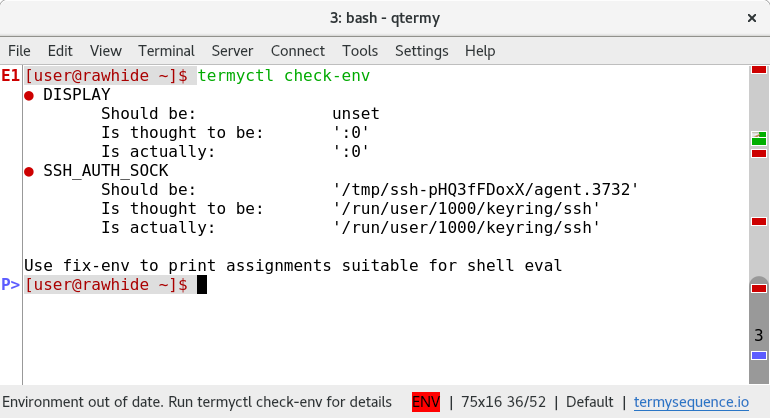 3: bash - qtermy
×
File Edit View Terminal Server Connect Tools Settings Help
E1 [user@rawhide ~]$ termyctl check-env
● DISPLAY
Should be: unset
Is thought to be: ':0'
Is actually: ':0'
● SSH_AUTH_SOCK
Should be: '/tmp/ssh-pHQ3fFDoxX/agent.3732'
Is thought to be: '/run/user/1000/keyring/ssh'
Is actually: '/run/user/1000/keyring/ssh'
Use fix-env to print assignments suitable for shell eval
P> [user@rawhide ~]$
3
Environment out of date. Run termyctl check-env for details ENV | 75x16 36/52 | Default | termysequence.io